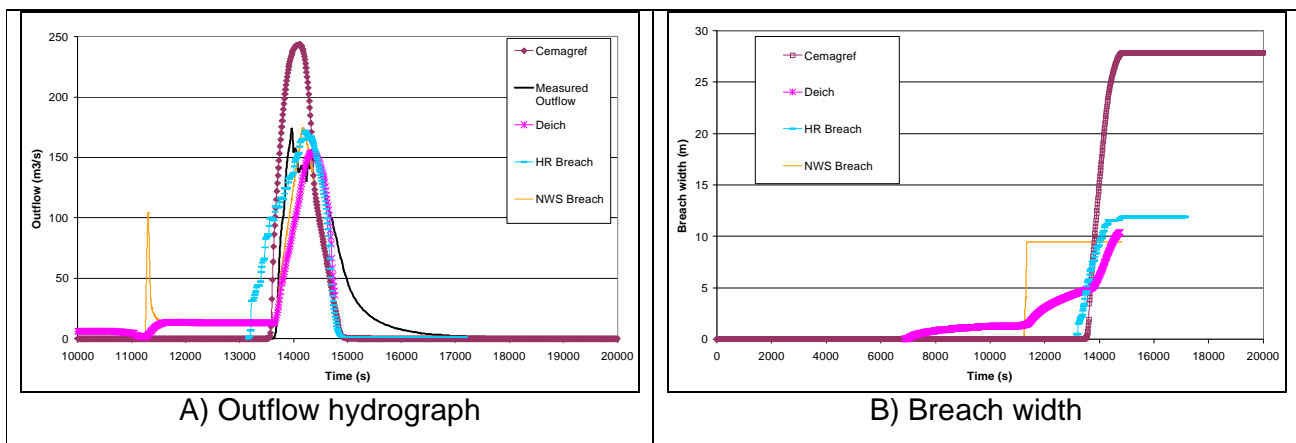 250
200
150
100
50
0
Outflow (m3/s)
10000 11000 12000 13000 14000 15000 16000 17000 18000 19000 20000
Time (s)
Cemagref
Measured
Outflow
Deich
HR Breach
NWS Breach
A) Outflow hydrograph
30
25
20
15
10
5
0
Breach width (m)
0 2000 4000 6000 8000 10000 12000 14000 16000 18000 20000
Time (s)
Cemagref
Deich
HR Breach
NWS Breach
B) Breach width